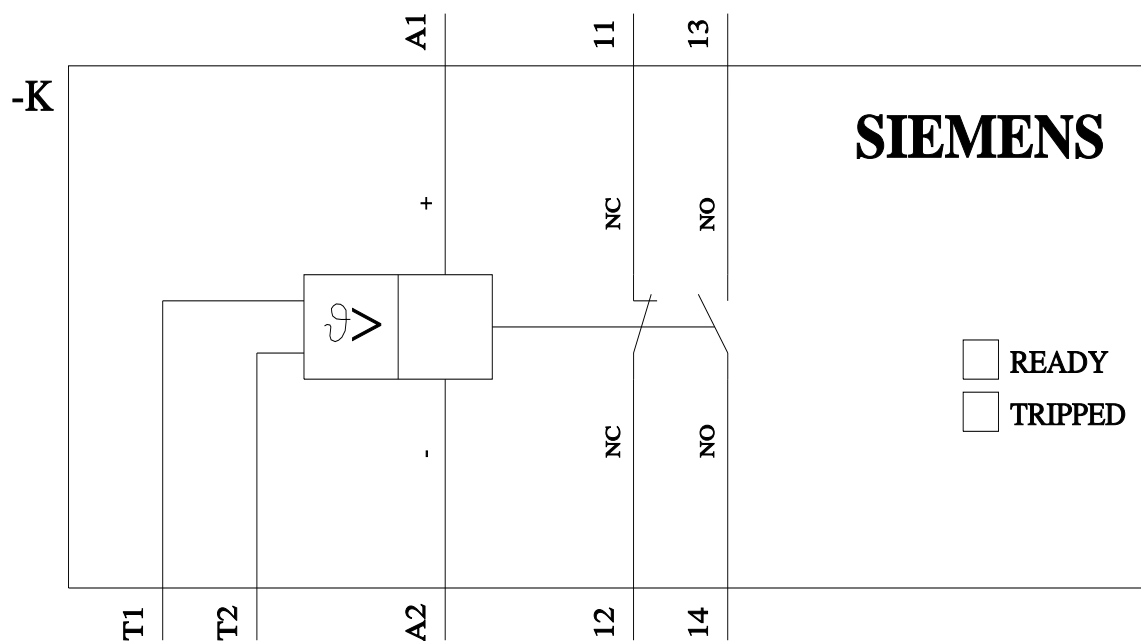 A1
11
13
-K
SIEMENS
+
NC
NO
ϑ>
READY
TRIPPED
-
NC
NO
T1
T2
A2
12
14